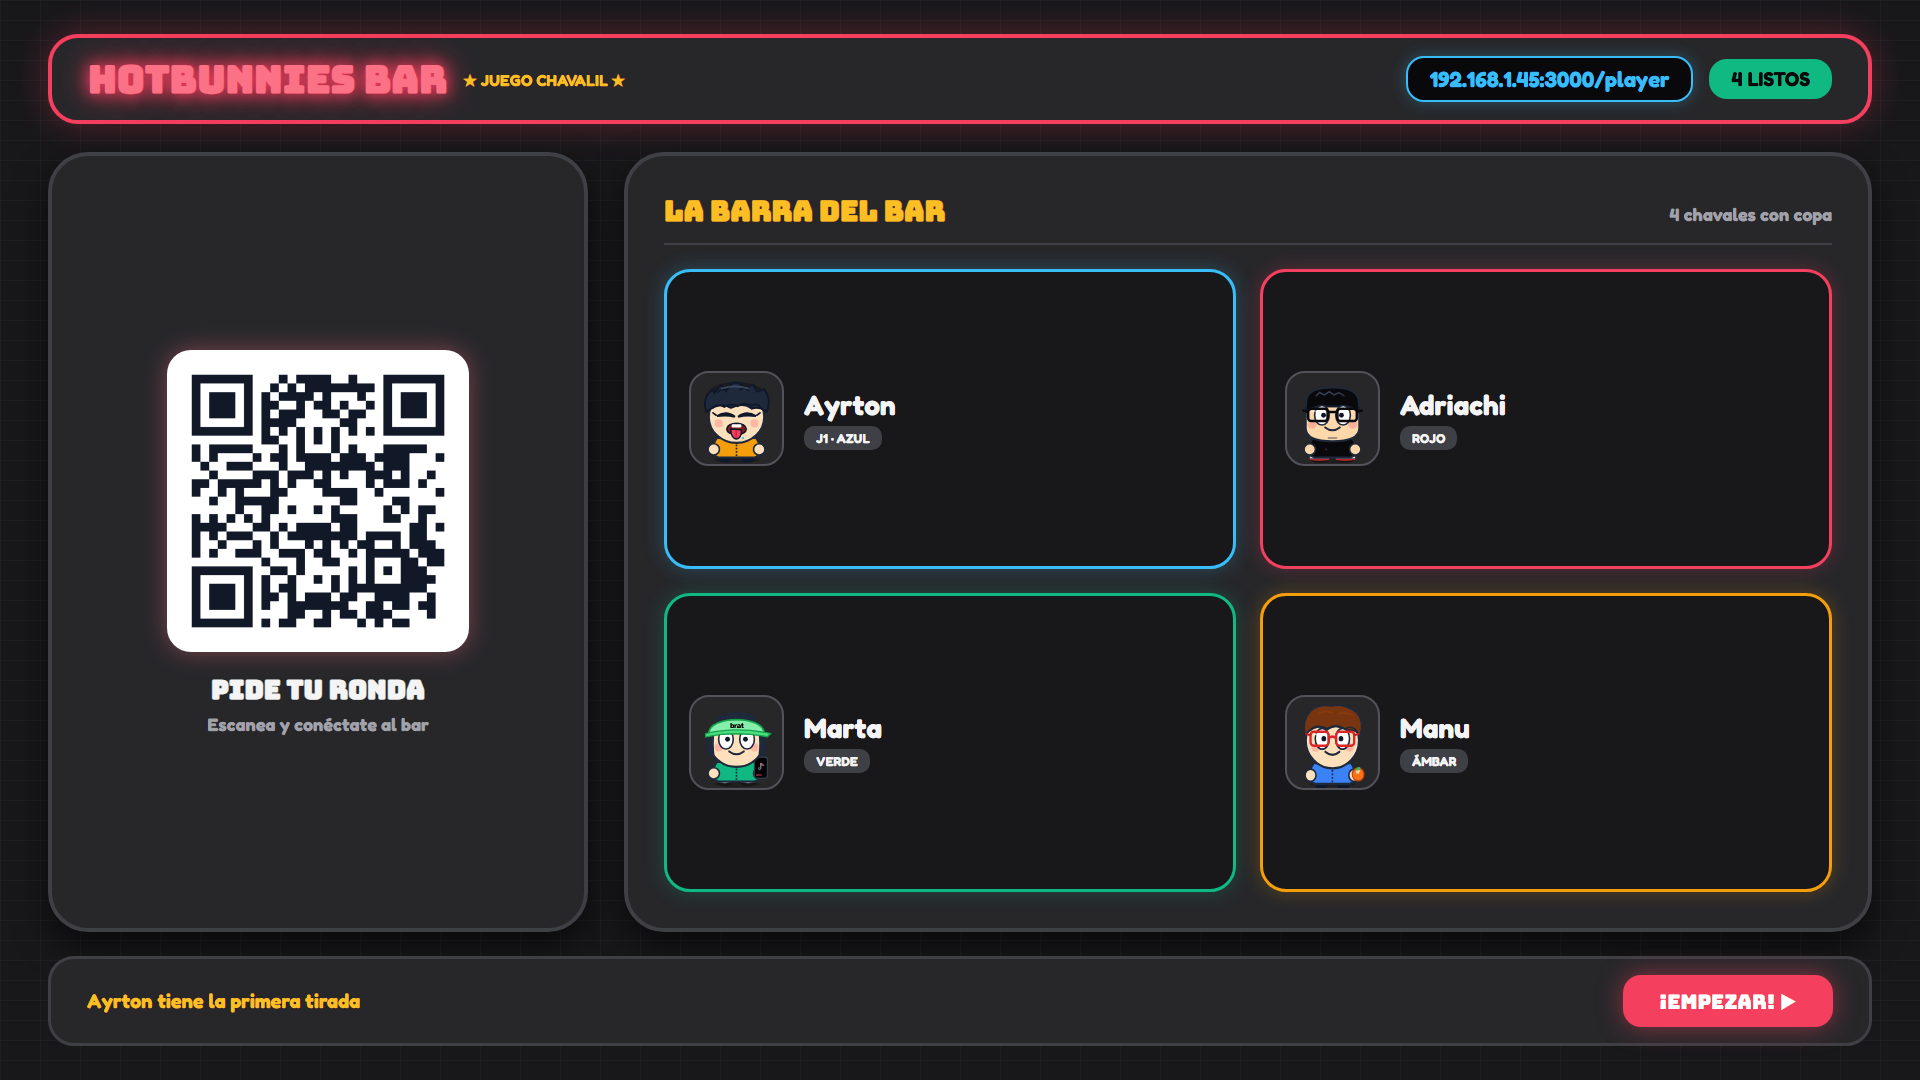 HOTBUNNIES BAR
★ JUEGO CHAVALIL ★
192.168.1.45:3000/player
4 LISTOS
PIDE TU RONDA
Escanea y conéctate al bar
LA BARRA DEL BAR
4 chavales con copa
Ayrton
J1 · AZUL
Adriachi
ROJO
brat
Marta
VERDE
Manu
ÁMBAR
Ayrton tiene la primera tirada
¡EMPEZAR! ▶